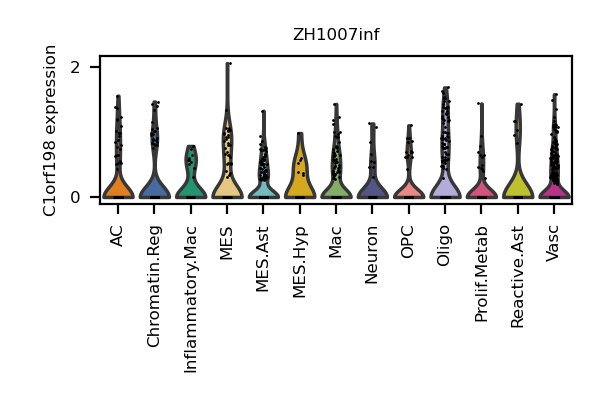 ZH1007inf
C1orf198 expression
2
0
AC
Chromatin.Reg
Inflammatory.Mac
MES
MES.Ast
MES.Hyp
Mac
Neuron
OPC
Oligo
Prolif.Metab
Reactive.Ast
Vasc